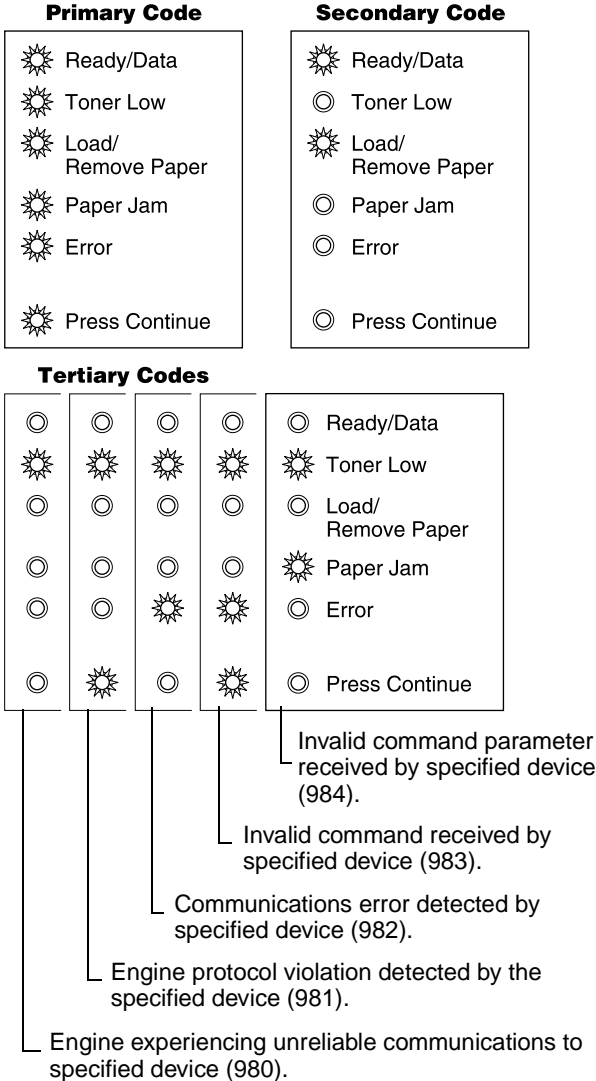 Primary Code
Secondary Code
Ready/Data
Toner Low
Load/
Remove Paper
Paper Jam
Error
Press Continue
Ready/Data
Toner Low
Load/
Remove Paper
Paper Jam
Error
Press Continue
Tertiary Codes
Ready/Data
Toner Low
Load/
Remove Paper
Paper Jam
Error
Press Continue
Invalid command parameter
received by specified device
(984).
Invalid command received by
specified device (983).
Communications error detected by
specified device (982).
Engine protocol violation detected by the
specified device (981).
Engine experiencing unreliable communications to
specified device (980).